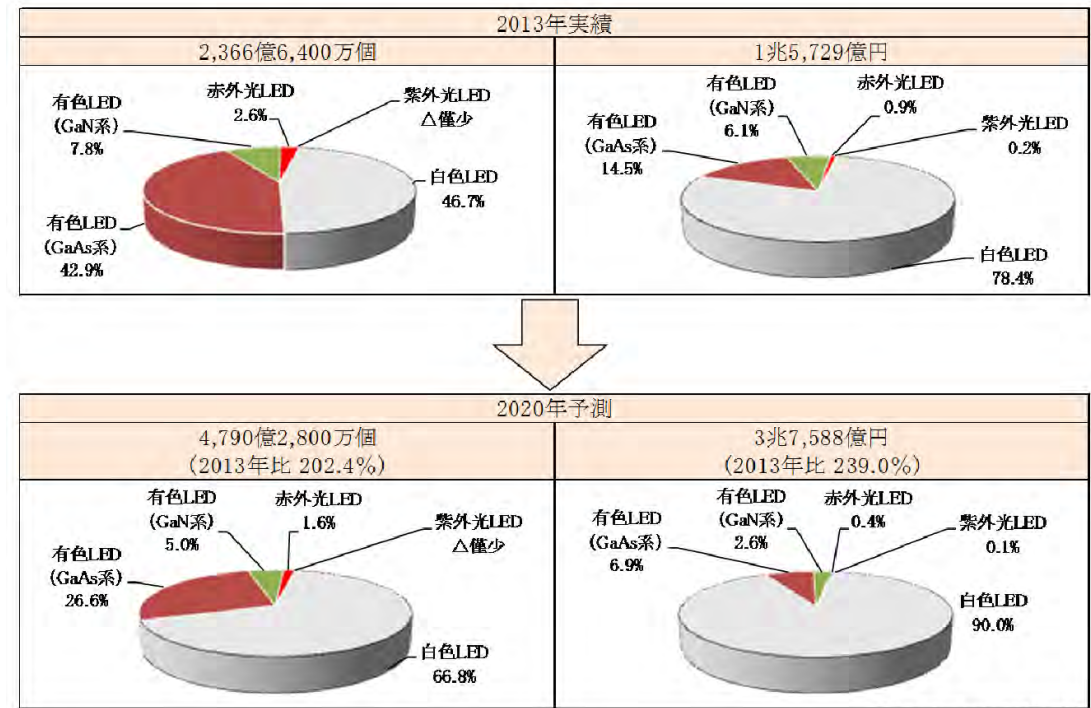 2013年実績
2,366億6,400万個
1兆5,729億円
赤外光LED
2.6%
紫外光LED
△僅少
有色LED
(GaN系)
7.8%
白色LED
46.7%
有色LED
(GaAs系)
42.9%
赤外光LED
0.9%
有色LED
(GaN系)
6.1%
紫外光LED
0.2%
有色LED
(GaAs系)
14.5%
白色LED
78.4%
2020年予測
4,790億2,800万個
(2013年比 202.4%)
3兆7,588億円
(2013年比 239.0%)
有色LED
(GaN系)
5.0%
赤外光LED
1.6%
紫外光LED
△僅少
有色LED
(GaAs系)
26.6%
白色LED
66.8%
有色LED
(GaN系)
2.6%
赤外光LED
0.4%
紫外光LED
0.1%
有色LED
(GaAs系)
6.9%
白色LED
90.0%